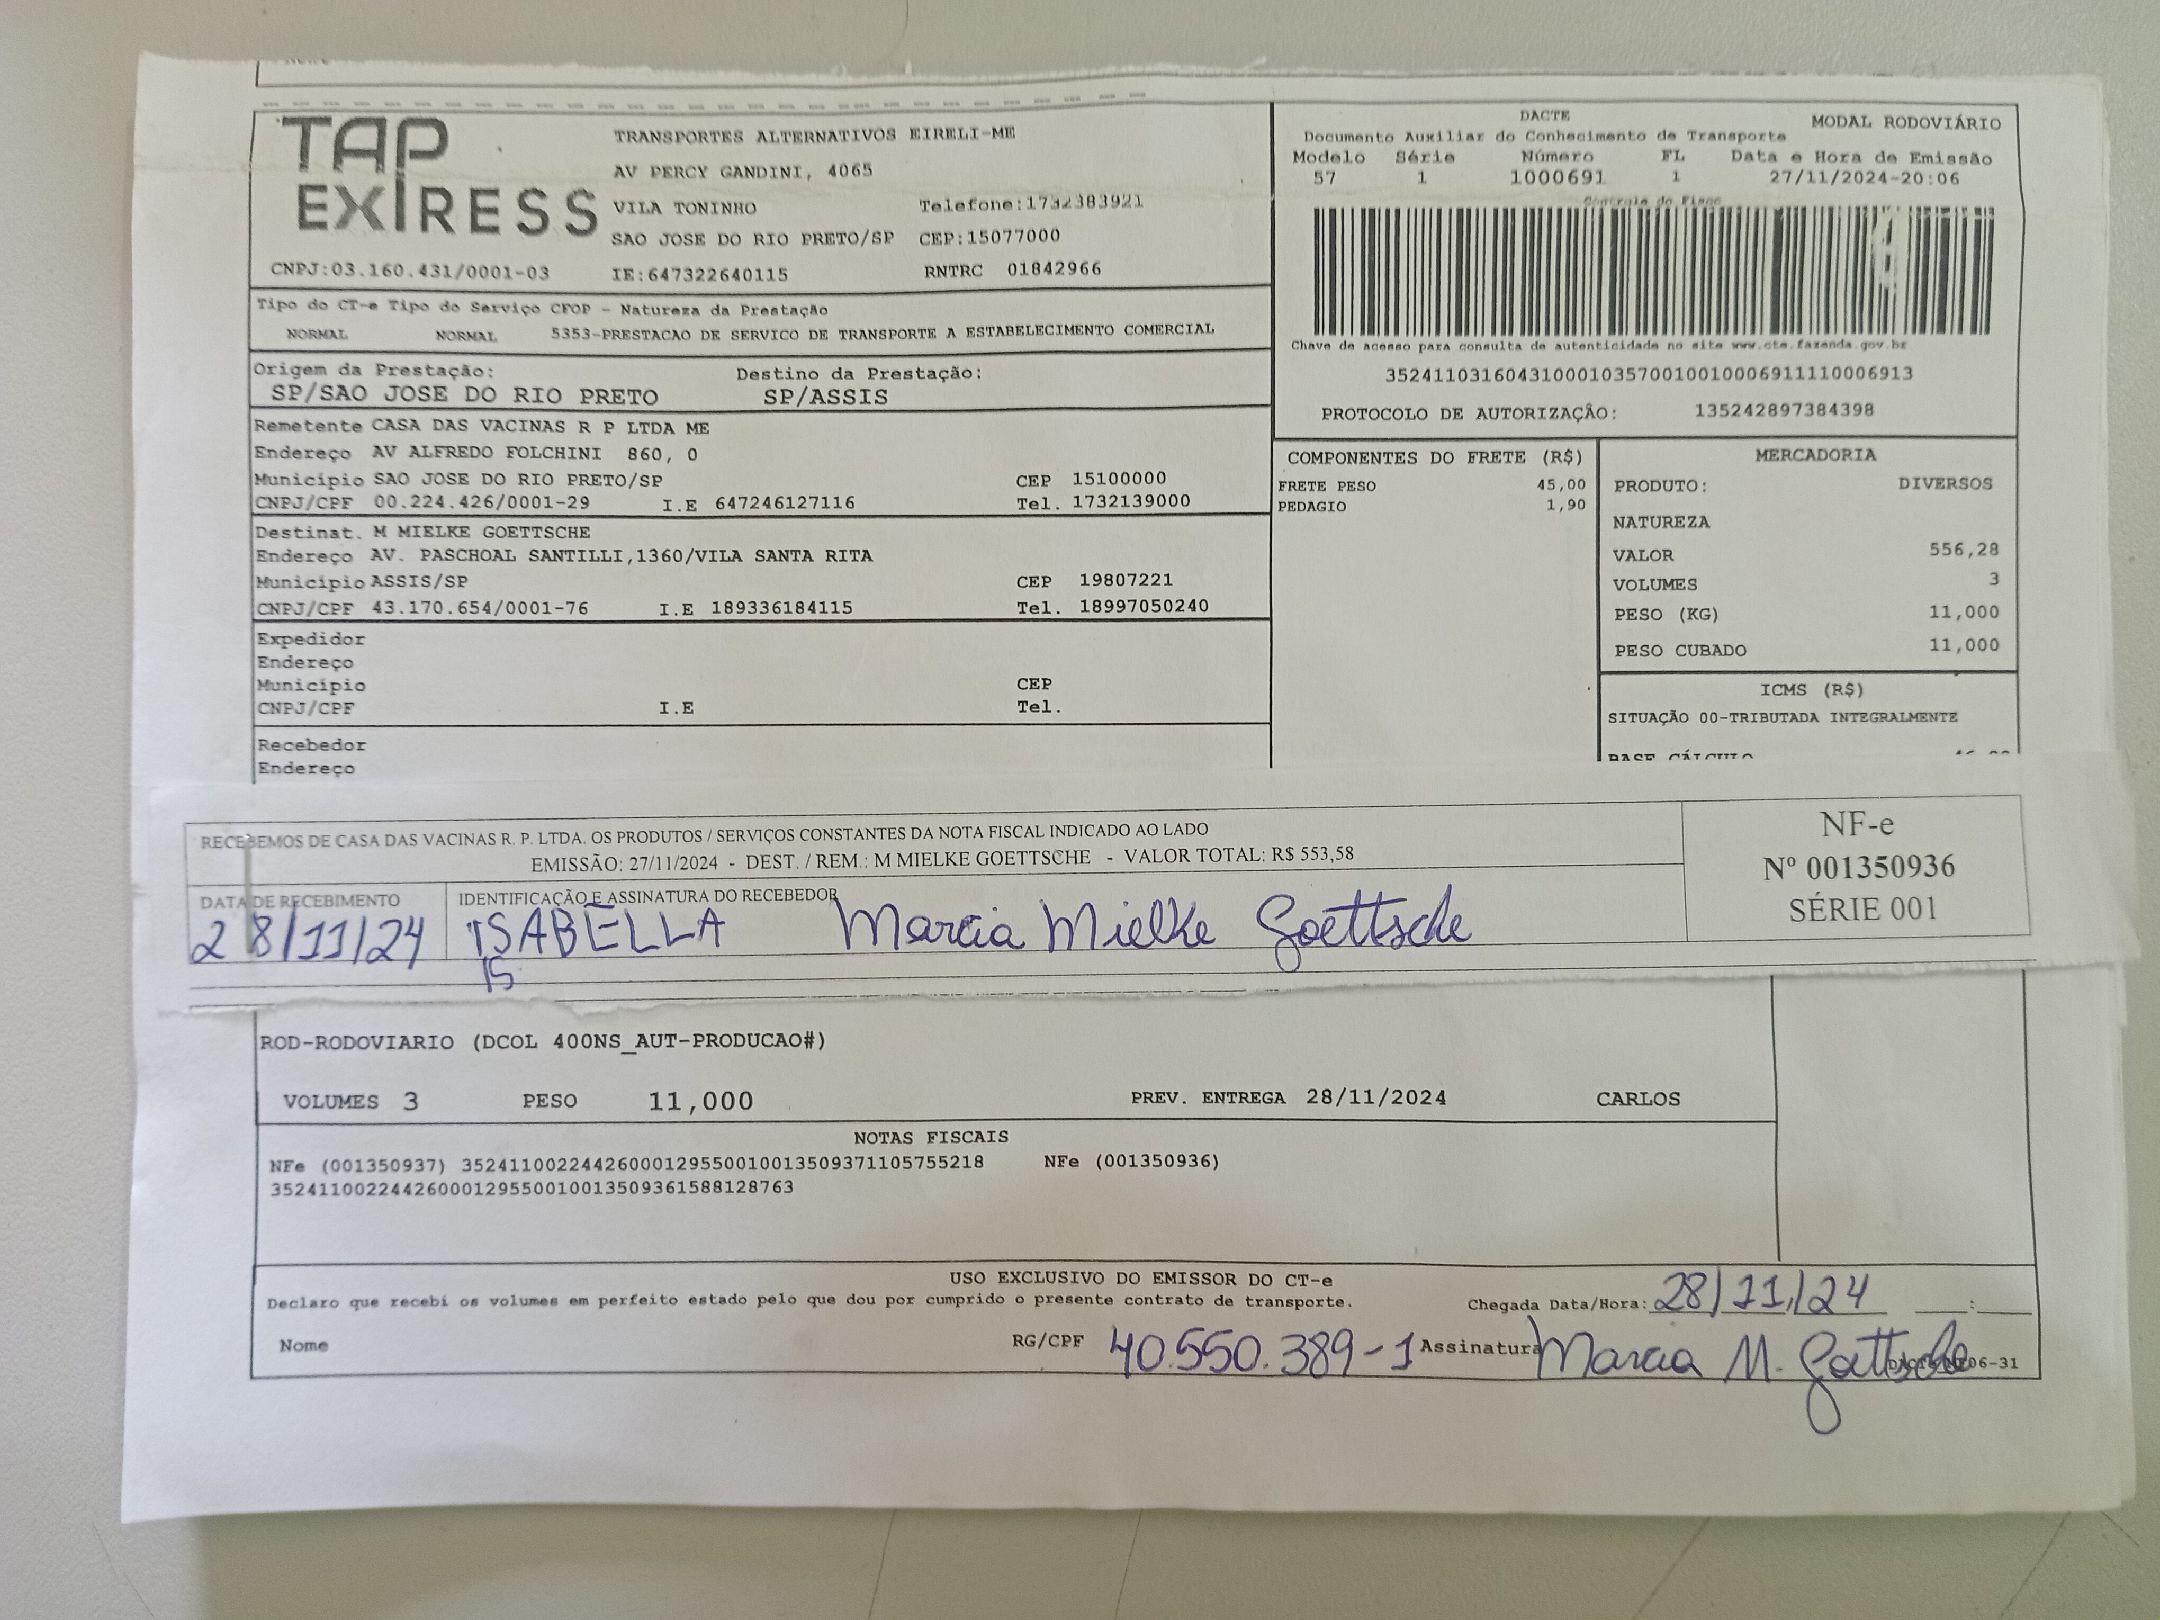 TAP
EXPRESS
TRANSPORTES ALTERNATIVOS EIRELI-ME
AV PERCY GANDINI, 4065
VILA TONINHO Telefone:1732383921
SAO JOSE DO RIO PRETO/SP CEP:15077000
CNPJ:03.160.431/0001-03 IE:647322640115 RNTRC 01842966
DACTE
Documento Auxiliar do Conhecimento de Transporte MODAL RODOVIÁRIO
Modelo Série Número FL Data e Hora de Emissão
57 1 1000691 1 27/11/2024-20:06
Controle do Fisco
Chave de acesso para consulta de autenticidade no site www.cte.fazenda.gov.br
35241103160431000103570010010006911110006913
PROTOCOLO DE AUTORIZAÇÃO: 135242897384398
Tipo do CT-e Tipo do Serviço CFOP - Natureza da Prestação
NORMAL NORMAL 5353-PRESTACAO DE SERVICO DE TRANSPORTE A ESTABELECIMENTO COMERCIAL
Origem da Prestação: Destino da Prestação:
SP/SAO JOSE DO RIO PRETO SP/ASSIS
Remetente CASA DAS VACINAS R P LTDA ME
Endereço AV ALFREDO FOLCHINI 860, 0
Município SAO JOSE DO RIO PRETO/SP CEP 15100000
CNPJ/CPF 00.224.426/0001-29 I.E 647246127116 Tel. 1732139000
Destinat. M MIELKE GOETTSCHE
Endereço AV. PASCHOAL SANTILLI,1360/VILA SANTA RITA
Município ASSIS/SP CEP 19807221
CNPJ/CPF 43.170.654/0001-76 I.E 189336184115 Tel. 18997050240
Expedidor
Endereço
Município CEP
CNPJ/CPF I.E Tel.
Recebedor
Endereço
COMPONENTES DO FRETE (R$)
FRETE PESO 45,00
PEDAGIO 1,90
MERCADORIA
PRODUTO: DIVERSOS
NATUREZA
VALOR 556,28
VOLUMES 3
PESO (KG) 11,000
PESO CUBADO 11,000
ICMS (R$)
SITUAÇÃO 00-TRIBUTADA INTEGRALMENTE
BASE CÁLCULO
RECEBEMOS DE CASA DAS VACINAS R. P. LTDA. OS PRODUTOS / SERVIÇOS CONSTANTES DA NOTA FISCAL INDICADO AO LADO
EMISSÃO: 27/11/2024 - DEST. / REM.: M MIELKE GOETTSCHE - VALOR TOTAL: R$ 553,58
DATA DE RECEBIMENTO IDENTIFICAÇÃO E ASSINATURA DO RECEBEDOR
28/11/24 ISABELLA Marcia Mielke Goettsche
15
NF-e
Nº 001350936
SÉRIE 001
ROD-RODOVIARIO (DCOL 400NS_AUT-PRODUCAO#)
VOLUMES 3 PESO 11,000 PREV. ENTREGA 28/11/2024 CARLOS
NOTAS FISCAIS
NFe (001350937) 35241100224426000129550010013509371105755218 NFe (001350936)
35241100224426000129550010013509361588128763
USO EXCLUSIVO DO EMISSOR DO CT-e
Declaro que recebi os volumes em perfeito estado pelo que dou por cumprido o presente contrato de transporte. Chegada Data/Hora: 28/11/24 :
Nome RG/CPF 40.550.389-1 Assinatura Marcia M. Goettsche